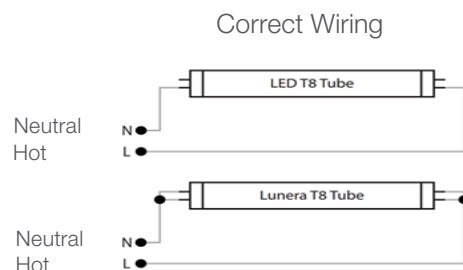 Correct Wiring
LED T8 Tube
Neutral N
Hot L
Lunera T8 Tube
Neutral N
Hot L